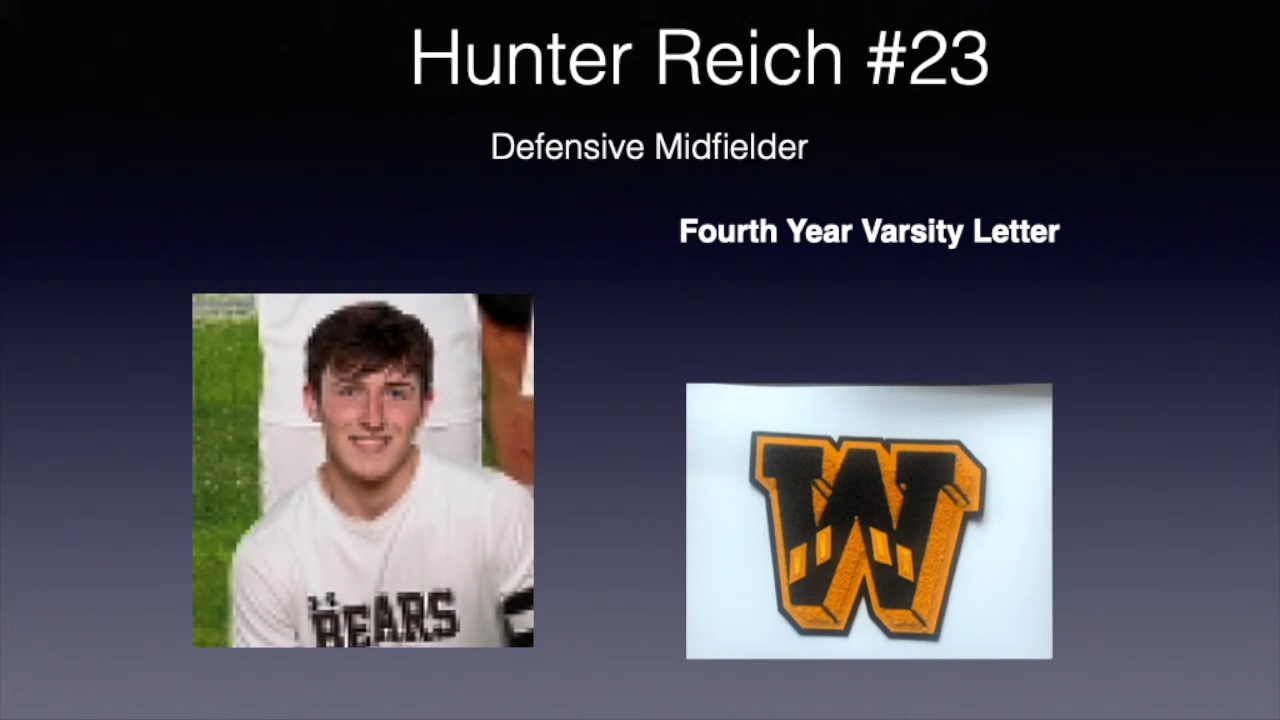 Hunter Reich #23
Defensive Midfielder
Fourth Year Varsity Letter
BEARS
W